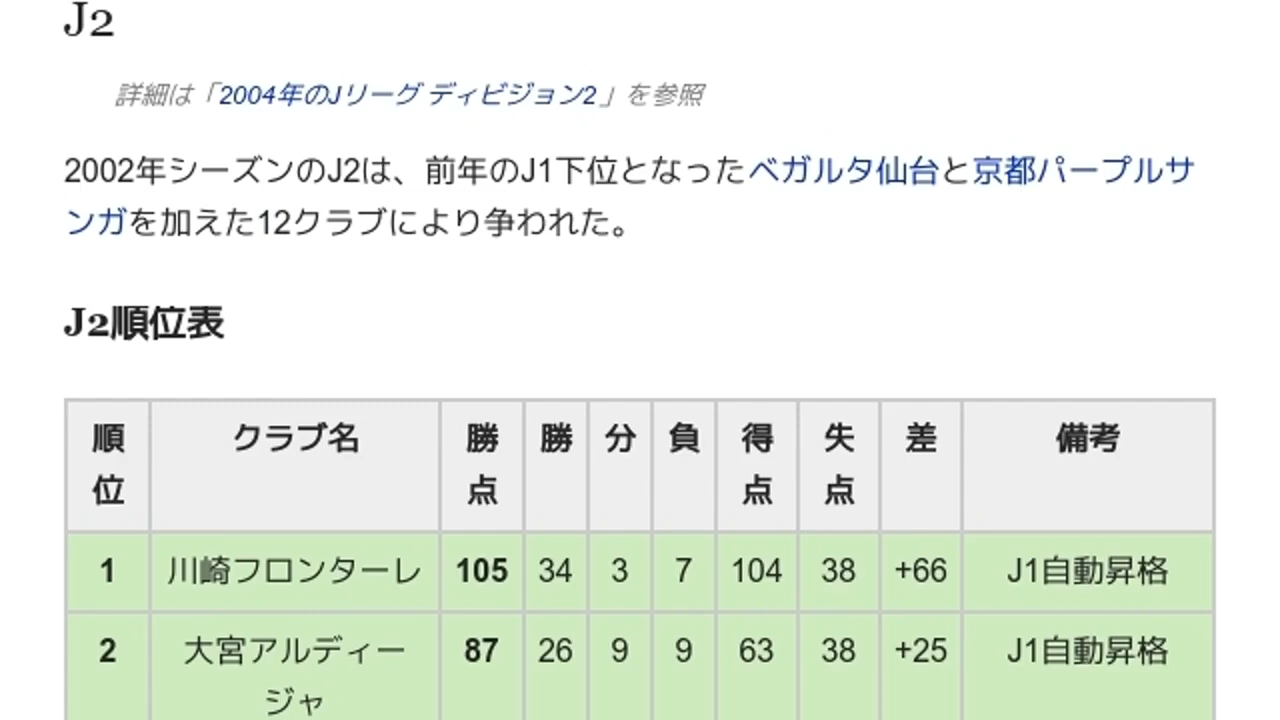 J2
詳細は「2004年のJリーグ ディビジョン2」を参照
2002年シーズンのJ2は、前年のJ1下位となったベガルタ仙台と京都パープルサ
ンガを加えた12クラブにより争われた。
J2順位表
順位 クラブ名 勝点 勝 分 負 得点 失点 差 備考
1 川崎フロンターレ 105 34 3 7 104 38 +66 J1自動昇格
2 大宮アルディー 87 26 9 9 63 38 +25 J1自動昇格
ジャ